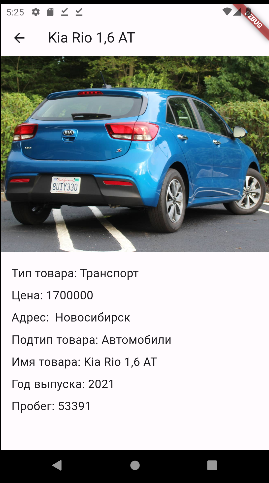 5:25
DEBUG
Kia Rio 1,6 AT
KIA
Тип товара: Транспорт
Цена: 1700000
Адрес: Новосибирск
Подтип товара: Автомобили
Имя товара: Kia Rio 1,6 AT
Год выпуска: 2021
Пробег: 53391